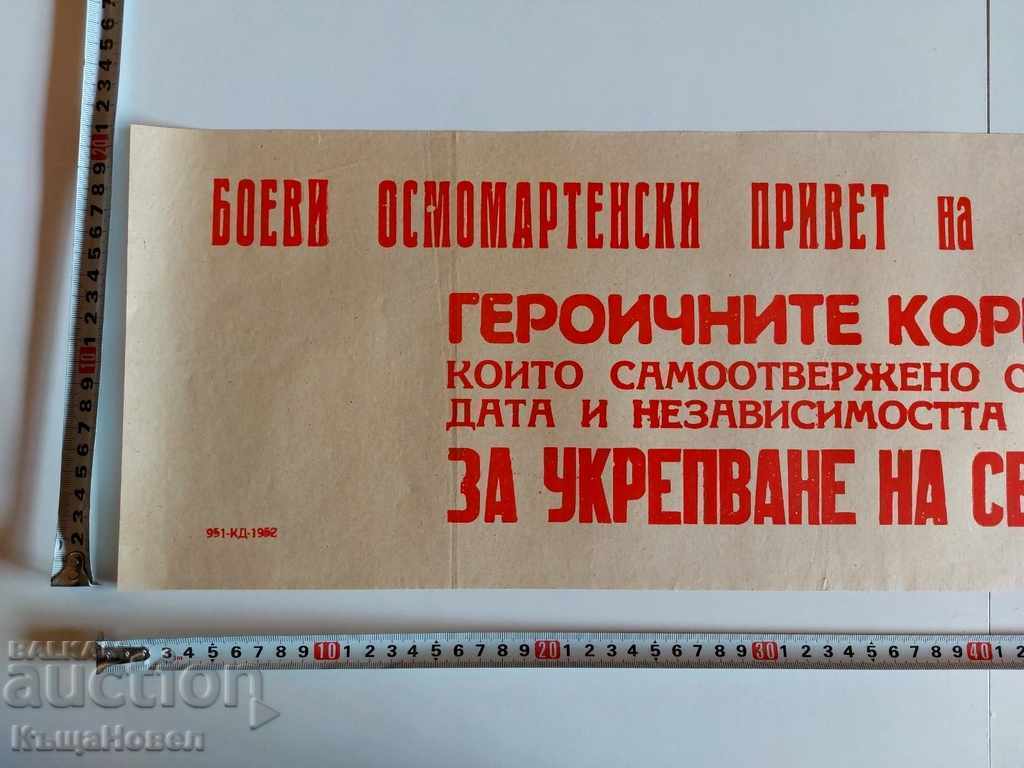 БОЕВИ ОСМОМАРТЕНСКИ ПРИВЕТ на
ГЕРОИЧНИТЕ КОР
КОИТО САМООТВЕРЖЕНО С
ДАТА И НЕЗАВИСИМОСТТА
ЗА УКРЕПВАНЕ НА СВ
951-КД-1952
BALKAN
auction
КъщаНовел